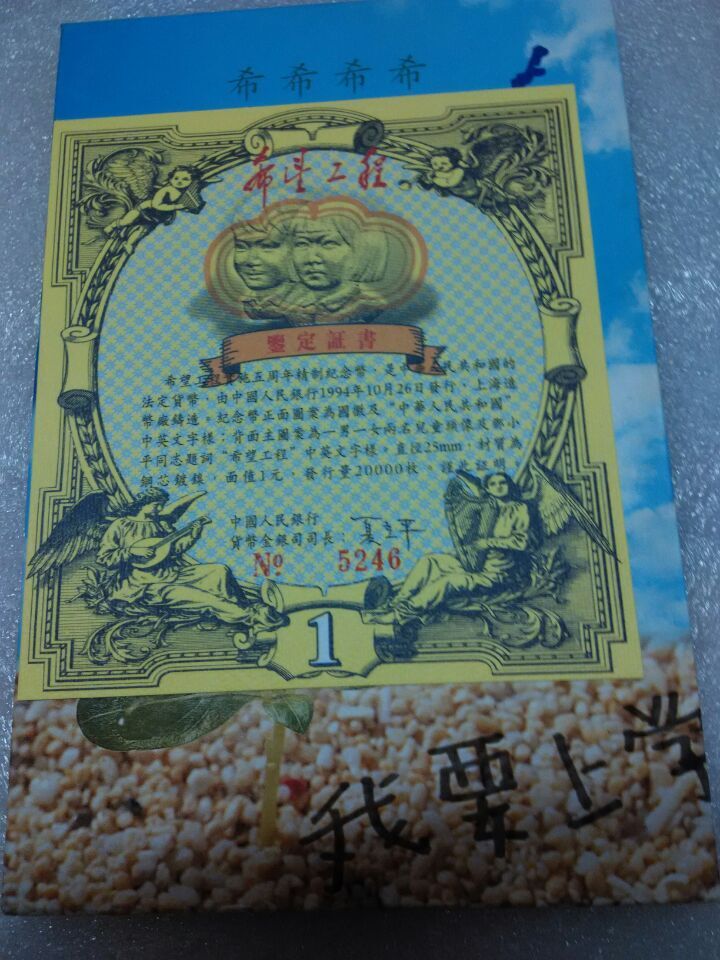 希 希 希 希
希望工程
鑒定証書
希望工程實施五周年精制紀念幣,是中華人民共和國的
法定貨幣,由中國人民銀行1994年10月26日發行,上海造
幣廠鑄造。紀念幣正面圖案為國徽及“中華人民共和國”
中英文字樣;背面主圖案為一男一女兩名兒童頭像及鄧小
平同志題詞“希望工程”中英文字樣。直徑25mm,材質為
鋼芯鍍鎳,面值1元,發行量20000枚。謹此証明。
中國人民銀行
貨幣金銀司司長:
№ 5246
1
我要上学